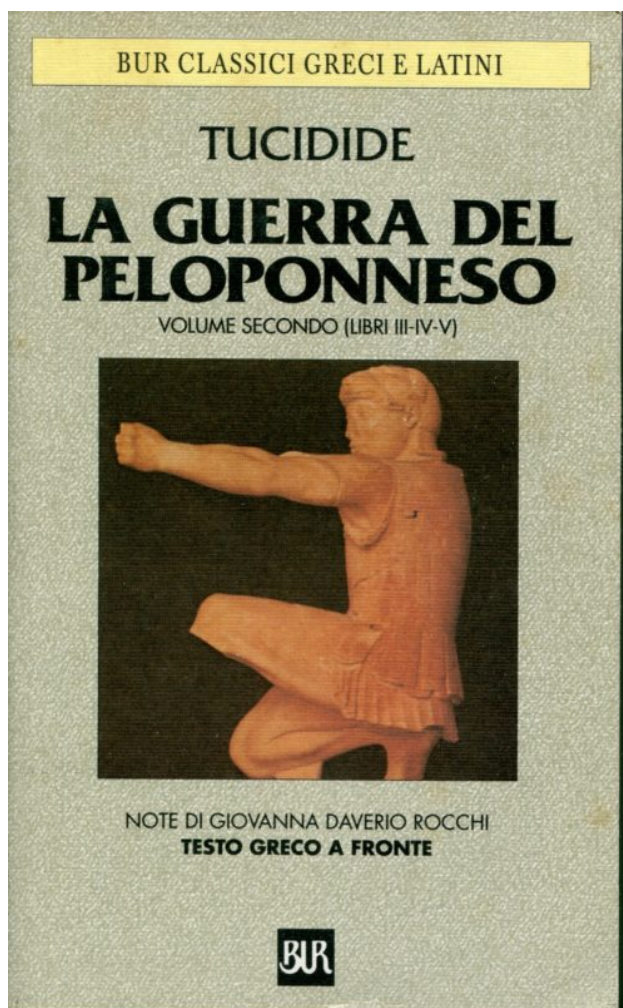 BUR CLASSICI GRECI E LATINI
TUCIDIDE
LA GUERRA DEL
PELOPONNESO
VOLUME SECONDO (LIBRI III-IV-V)
NOTE DI GIOVANNA DAVERIO ROCCHI
TESTO GRECO A FRONTE
BUR